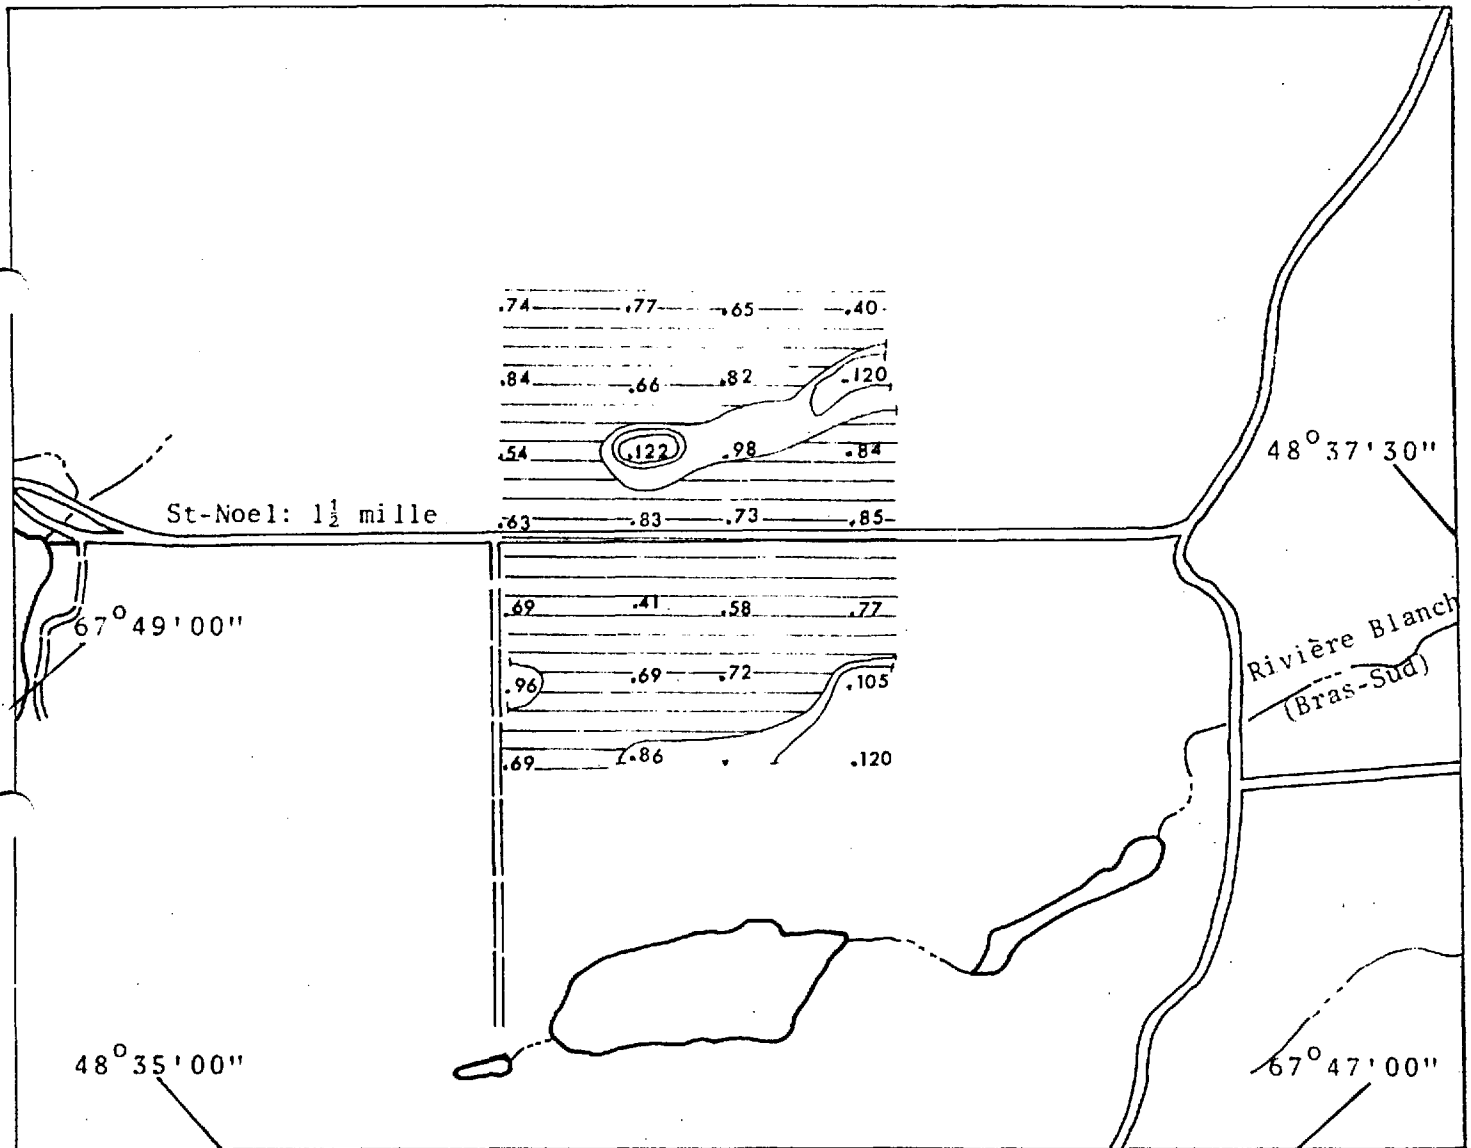 .74 .77 .65 .40
.84 .66 .82 .120
.54 .122 .98 .84
48°37'30"
St-Noel: 1½ mille
.63 .83 .73 .85
.69 .41 .58 .77
67°49'00"
Rivière Blanch
(Bras-Sud)
.96 .69 .72 .105
.69 .86 .120
48°35'00"
67°47'00"